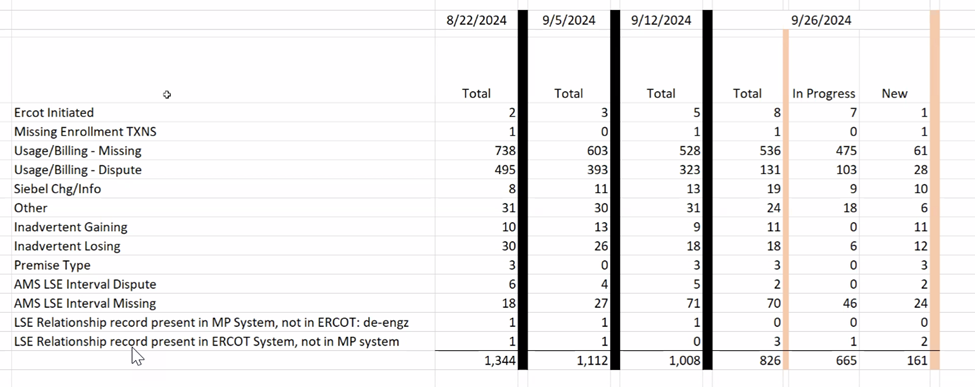 8/22/2024 9/5/2024 9/12/2024 9/26/2024
Total Total Total Total In Progress New
Ercot Initiated 2 3 5 8 7 1
Missing Enrollment TXNS 1 0 1 1 0 1
Usage/Billing - Missing 738 603 528 536 475 61
Usage/Billing - Dispute 495 393 323 131 103 28
Siebel Chg/Info 8 11 13 19 9 10
Other 31 30 31 24 18 6
Inadvertent Gaining 10 13 9 11 0 11
Inadvertent Losing 30 26 18 18 6 12
Premise Type 3 0 3 3 0 3
AMS LSE Interval Dispute 6 4 5 2 0 2
AMS LSE Interval Missing 18 27 71 70 46 24
LSE Relationship record present in MP System, not in ERCOT: de-engz 1 1 1 0 0 0
LSE Relationship record present in ERCOT System, not in MP system 1 1 0 3 1 2
1,344 1,112 1,008 826 665 161